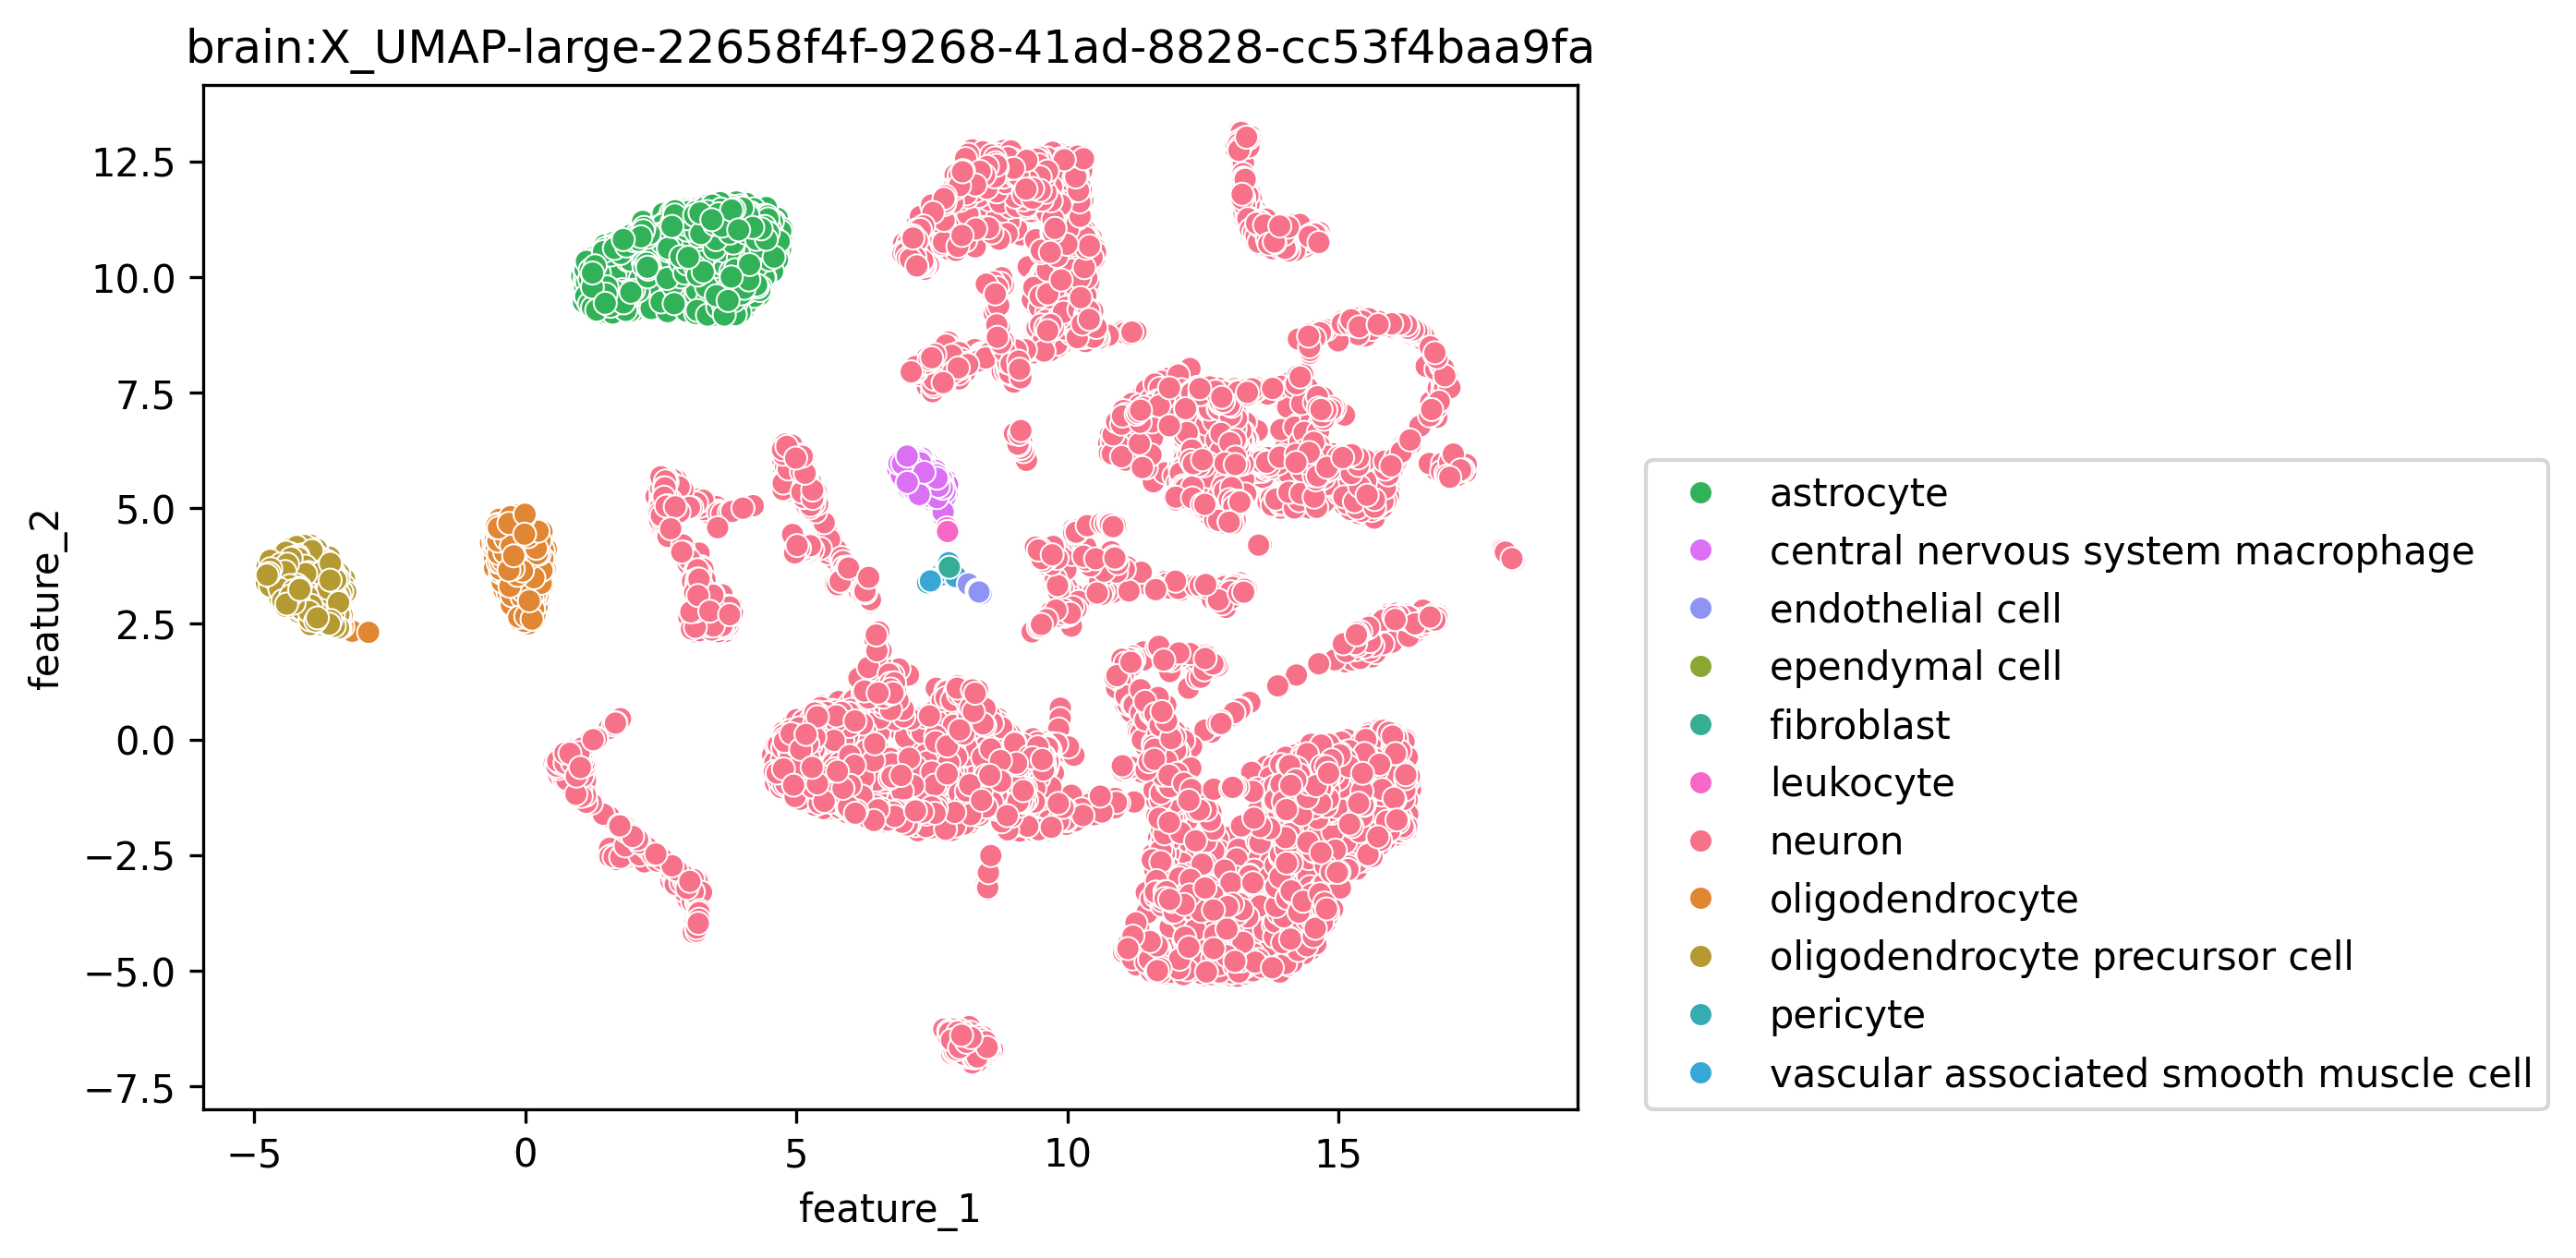 brain:X_UMAP-large-22658f4f-9268-41ad-8828-cc53f4baa9fa
12.5
10.0
7.5
5.0
2.5
0.0
−2.5
−5.0
−7.5
feature_2
−5
0
5
10
15
feature_1
astrocyte
central nervous system macrophage
endothelial cell
ependymal cell
fibroblast
leukocyte
neuron
oligodendrocyte
oligodendrocyte precursor cell
pericyte
vascular associated smooth muscle cell